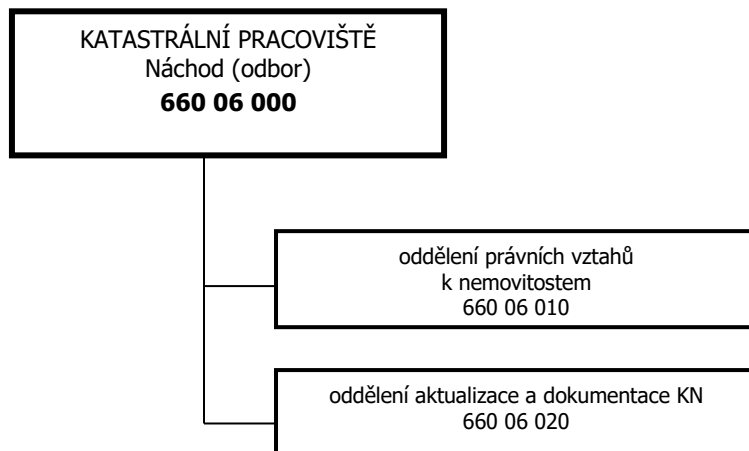 KATASTRÁLNÍ PRACOVIŠTĚ
Náchod (odbor)
660 06 000
oddělení právních vztahů
k nemovitostem
660 06 010
oddělení aktualizace a dokumentace KN
660 06 020